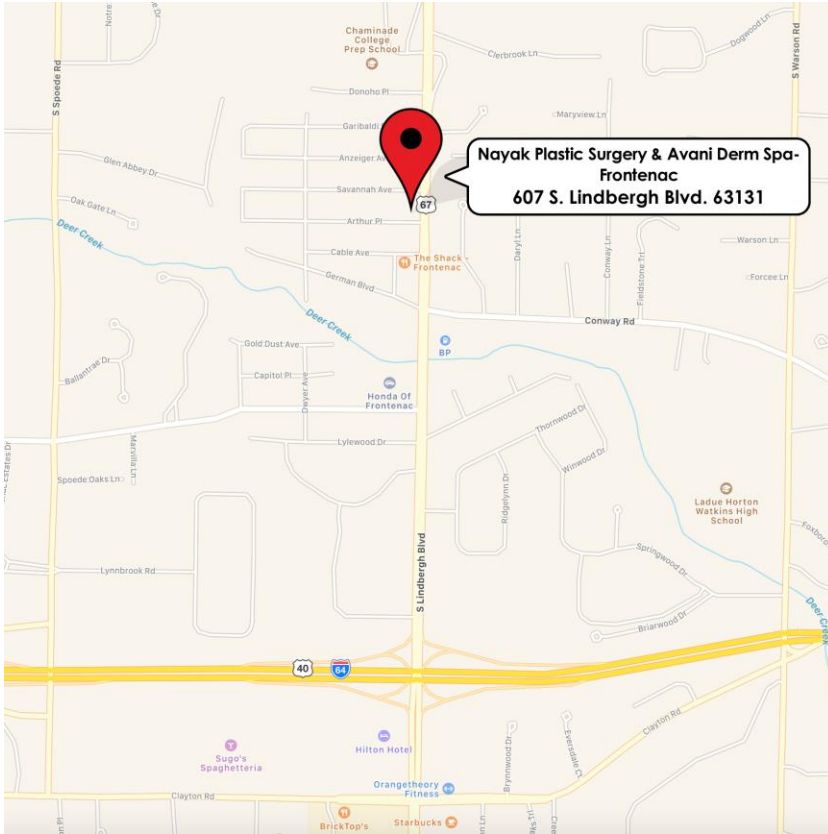 Chaminade
College
Prep School
Clerbrook Ln
Dogwood Ln
S Warson Rd
S Spoede Rd
Donoho Pl
Maryview Ln
Garibaldi
Anzeiger Av
Glen Abbey Dr
Savannah Ave
Nayak Plastic Surgery & Avani Derm Spa-
Frontenac
607 S. Lindbergh Blvd. 63131
67
Oak Gate Ln
Arthur Pl
Deer Creek
Cable Ave
The Shack -
Frontenac
German Blvd
Daryl Ln
Conway Ln
Fieldstone Trl
Warson Ln
Forcee Ln
Deer Creek
Conway Rd
Gold Dust Ave
BP
Ballantrae Dr
Capitol Pl
Dwyer Ave
Honda Of
Frontenac
Thornwood Dr
Lylewood Dr
Winwood Dr
Marvilla Ln
Estates Dr
Spoede Oaks Ln
Ridgelynn Dr
Ladue Horton
Watkins High
School
Foxboro
S Lindbergh Blvd
Springwood Dr
Lynnbrook Rd
Deer Creek
Briarwood Dr
40
64
Clayton Rd
Hilton Hotel
Sugo's
Spaghetteria
Brynnwood Dr
Eversdale Ct
Orangetheory
Fitness
Clayton Rd
BrickTop's
Starbucks